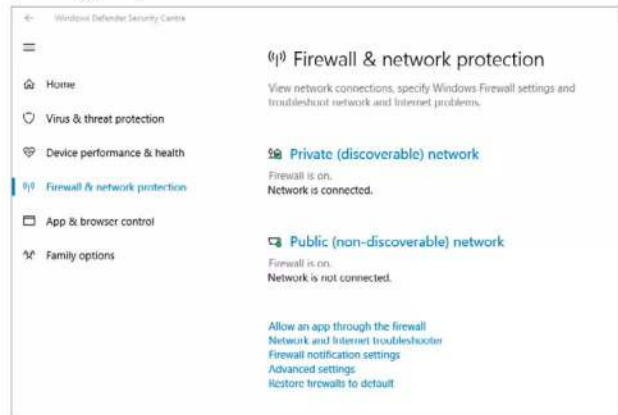 Windows Defender Security Centre
Home
Virus & threat protection
Device performance & health
Firewall & network protection
App & browser control
Family options
Firewall & network protection
View network connections, specify Windows Firewall settings and
troubleshoot network and Internet problems.
Private (discoverable) network
Firewall is on.
Network is connected.
Public (non-discoverable) network
Firewall is on.
Network is not connected.
Allow an app through the firewall
Network and Internet troubleshooter
Firewall notification settings
Advanced settings
Restore firewalls to default